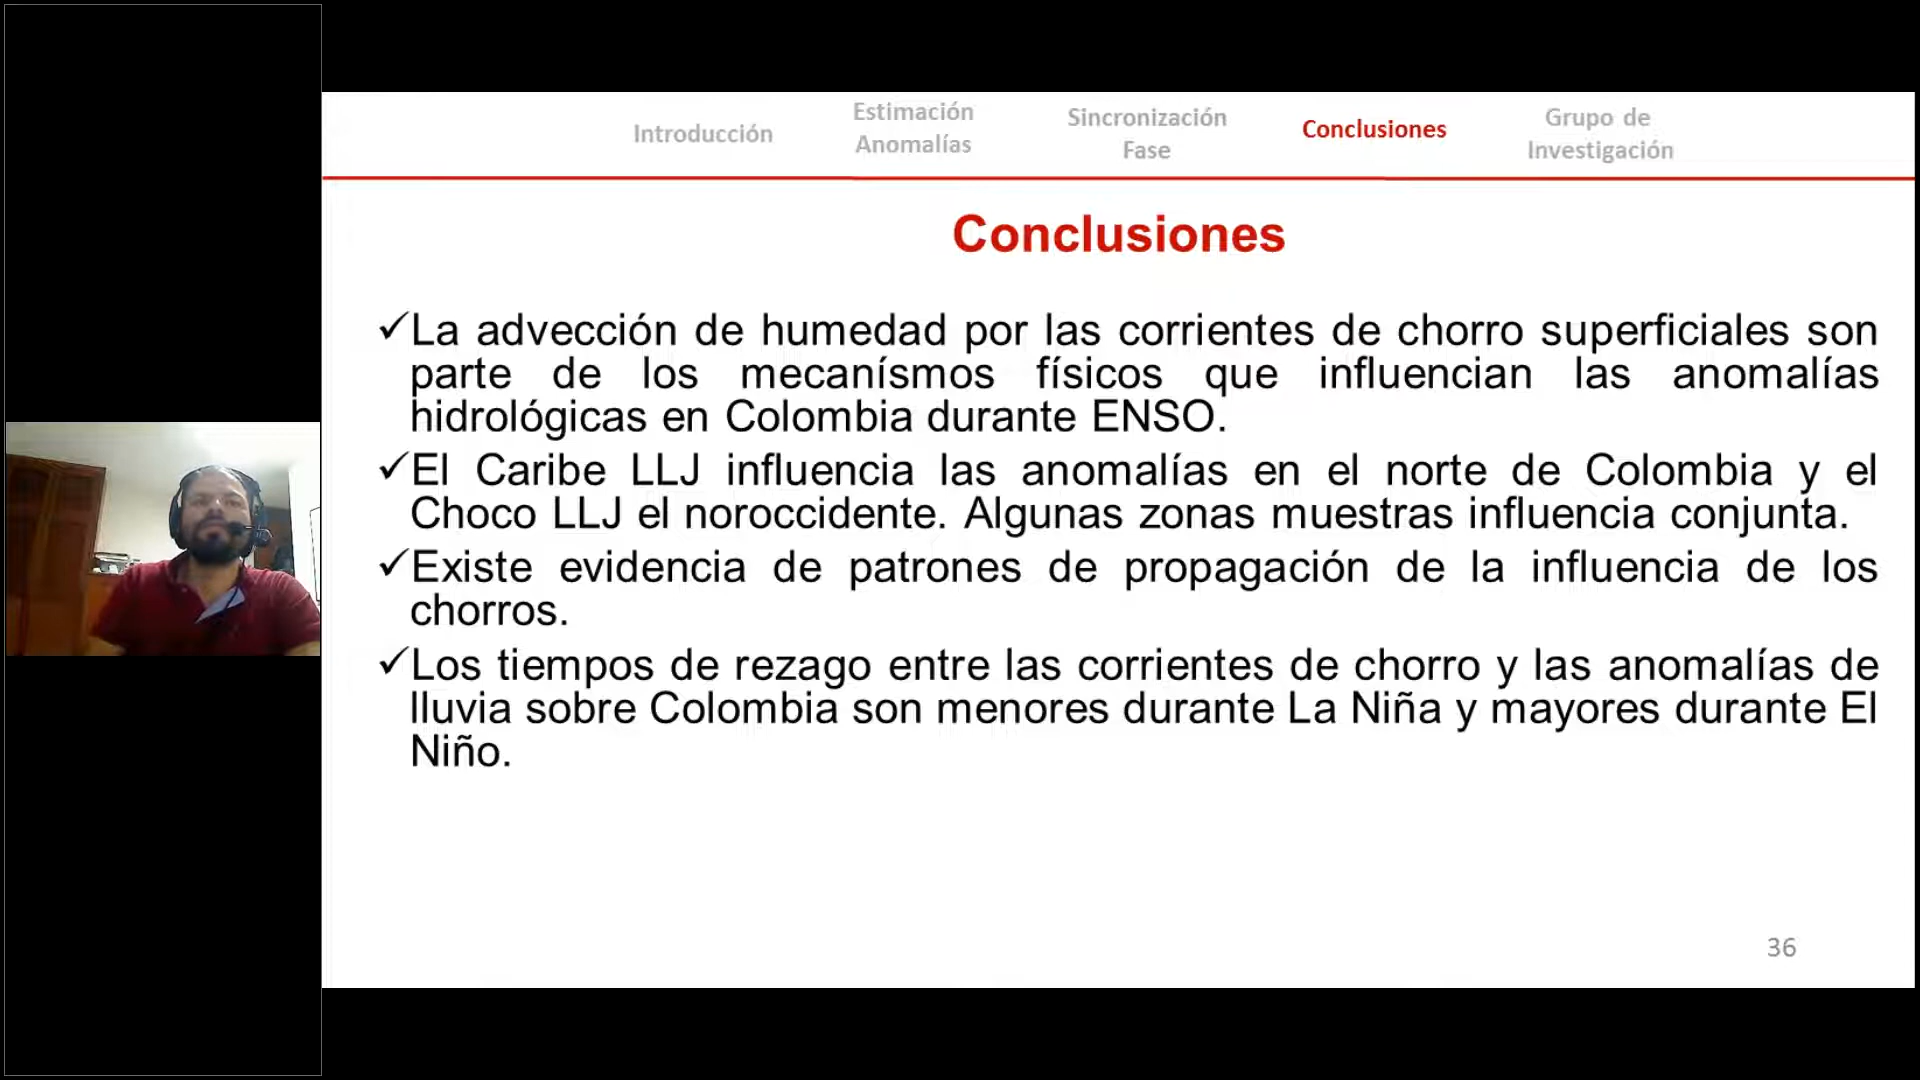 Introducción
Estimación
Anomalías
Sincronización
Fase
Conclusiones
Grupo de
Investigación
Conclusiones
✓La advección de humedad por las corrientes de chorro superficiales son
parte de los mecanísmos físicos que influencian las anomalías
hidrológicas en Colombia durante ENSO.
✓El Caribe LLJ influencia las anomalías en el norte de Colombia y el
Choco LLJ el noroccidente. Algunas zonas muestras influencia conjunta.
✓Existe evidencia de patrones de propagación de la influencia de los
chorros.
✓Los tiempos de rezago entre las corrientes de chorro y las anomalías de
lluvia sobre Colombia son menores durante La Niña y mayores durante El
Niño.
36